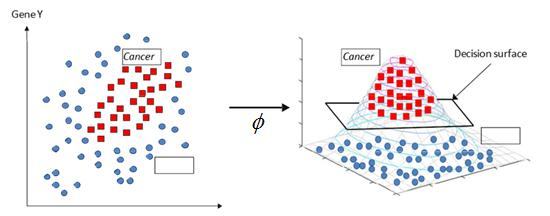 Gene Y
Cancer
ϕ
Cancer
Decision surface